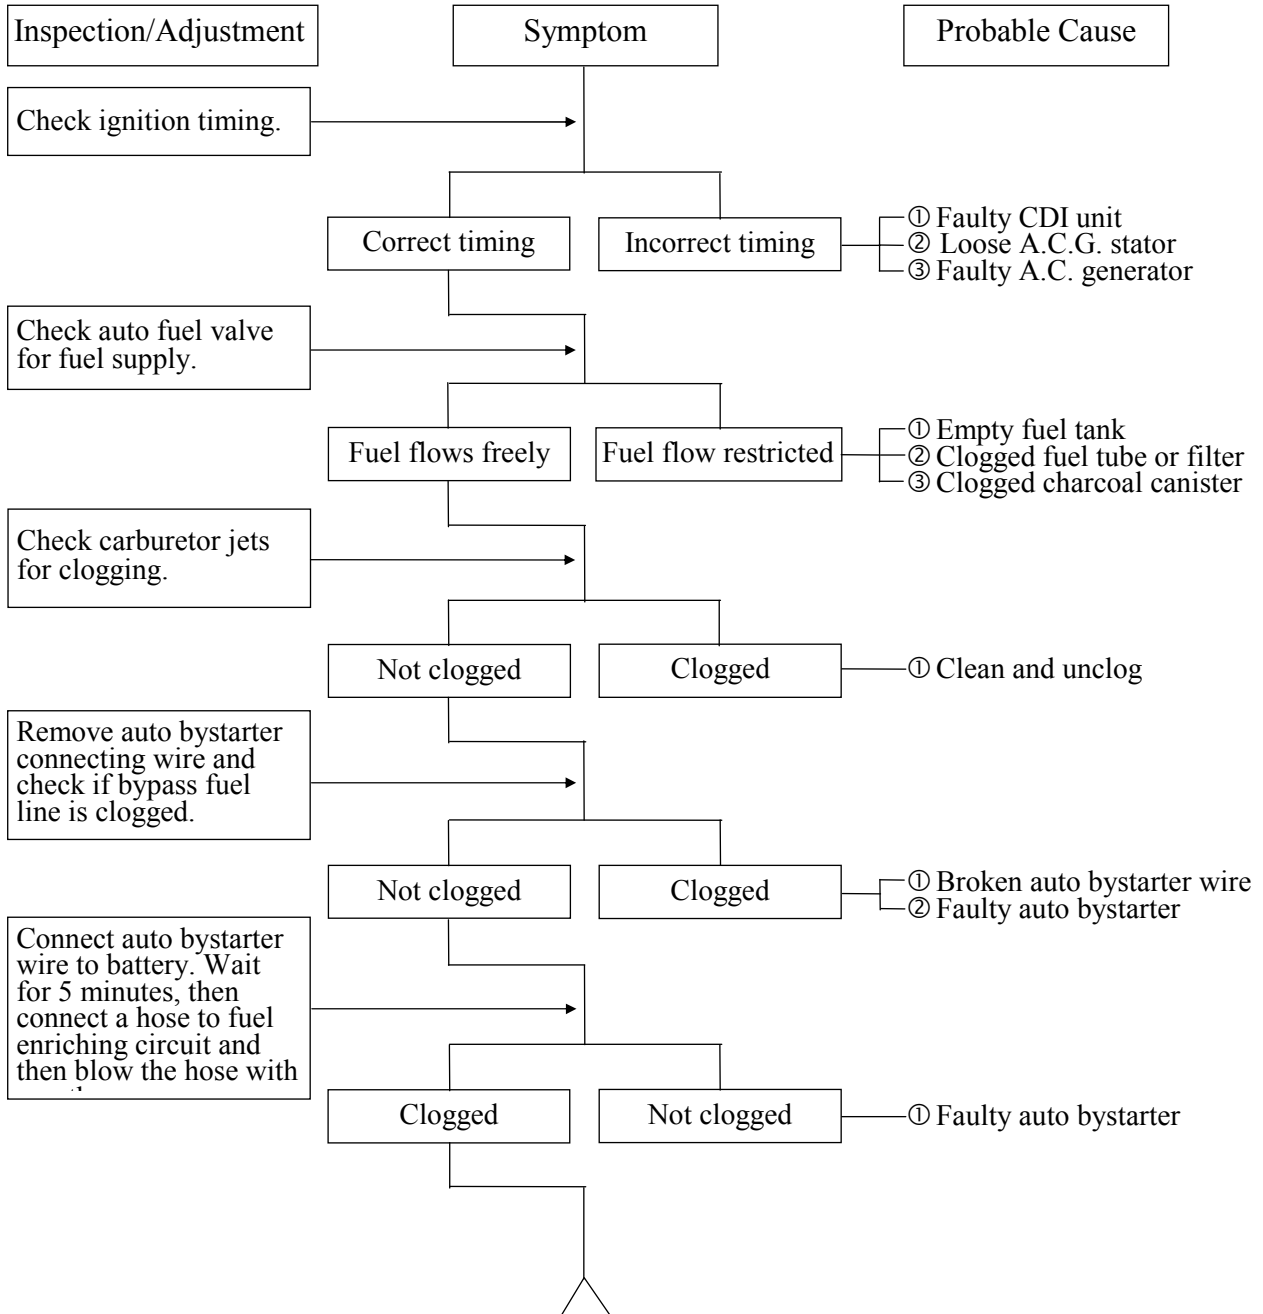 Inspection/Adjustment
Symptom
Probable Cause
Check ignition timing.
Correct timing
Incorrect timing
① Faulty CDI unit
② Loose A.C.G. stator
③ Faulty A.C. generator
Check auto fuel valve
for fuel supply.
Fuel flows freely
Fuel flow restricted
① Empty fuel tank
② Clogged fuel tube or filter
③ Clogged charcoal canister
Check carburetor jets
for clogging.
Not clogged
Clogged
① Clean and unclog
Remove auto bystarter
connecting wire and
check if bypass fuel
line is clogged.
Not clogged
Clogged
① Broken auto bystarter wire
② Faulty auto bystarter
Connect auto bystarter
wire to battery. Wait
for 5 minutes, then
connect a hose to fuel
enriching circuit and
then blow the hose with
Clogged
Not clogged
① Faulty auto bystarter